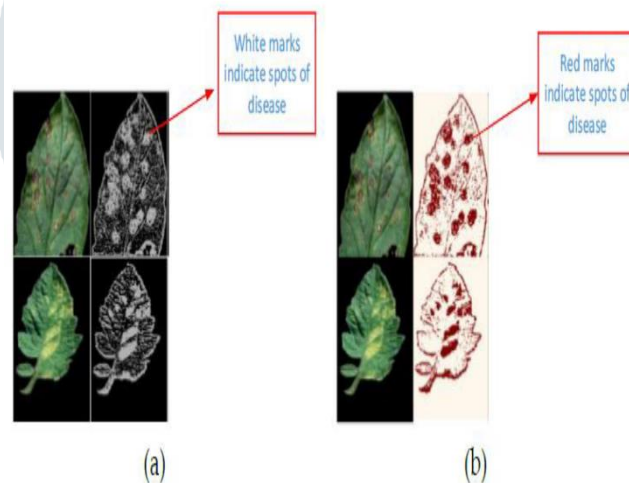 White marks
indicate spots of
disease
Red marks
indicate spots of
disease
(a)
(b)